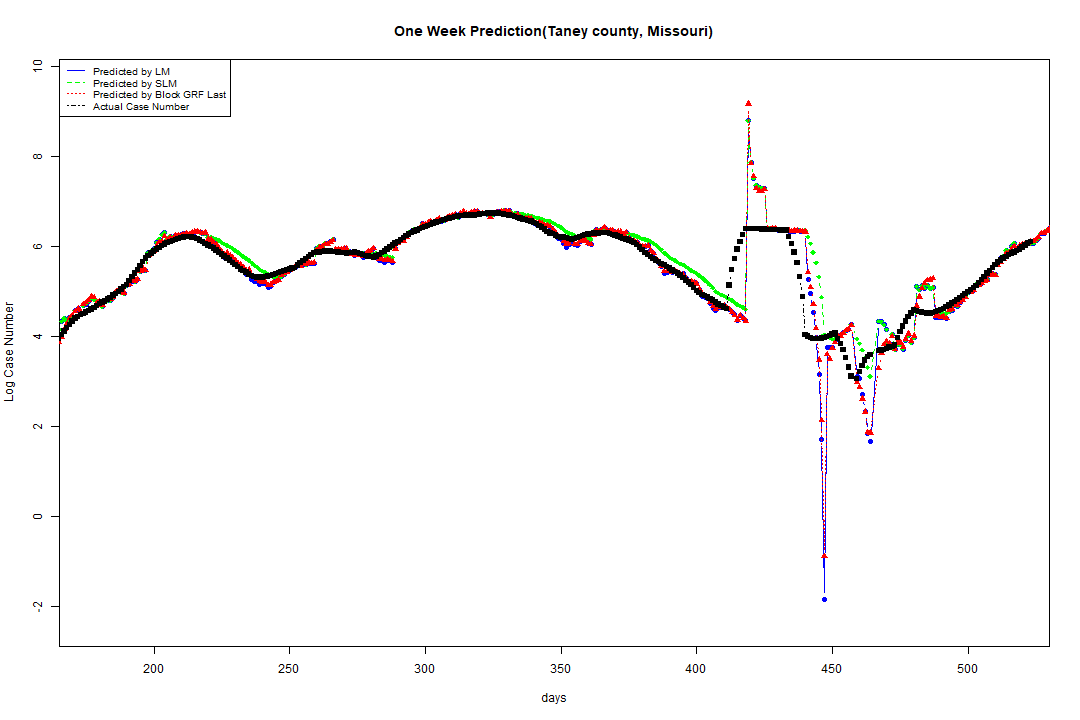 One Week Prediction(Taney county, Missouri)
Predicted by LM
Predicted by SLM
Predicted by Block GRF Last
Actual Case Number
10
8
6
4
2
0
-2
Log Case Number
200 250 300 350 400 450 500
days